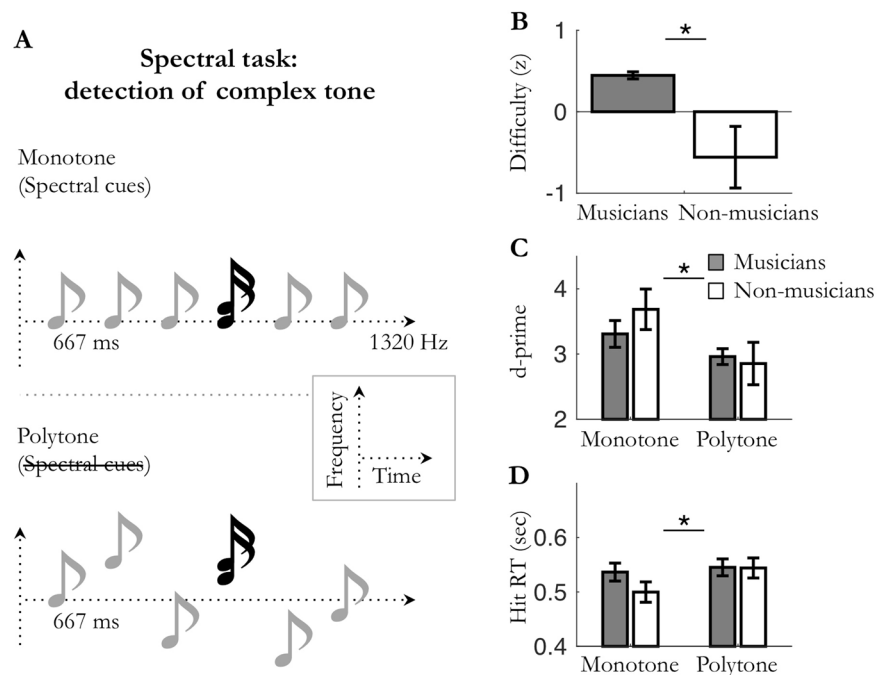 A
Spectral task:
detection of complex tone
Monotone
(Spectral cues)
667 ms
1320 Hz
Polytone
(Spectral cues)
Frequency
Time
667 ms
B
Difficulty (z)
1
0
-1
*
Musicians Non-musicians
C
d-prime
4
3
2
*
Musicians
Non-musicians
Monotone Polytone
D
Hit RT (sec)
0.6
0.5
0.4
*
Monotone Polytone